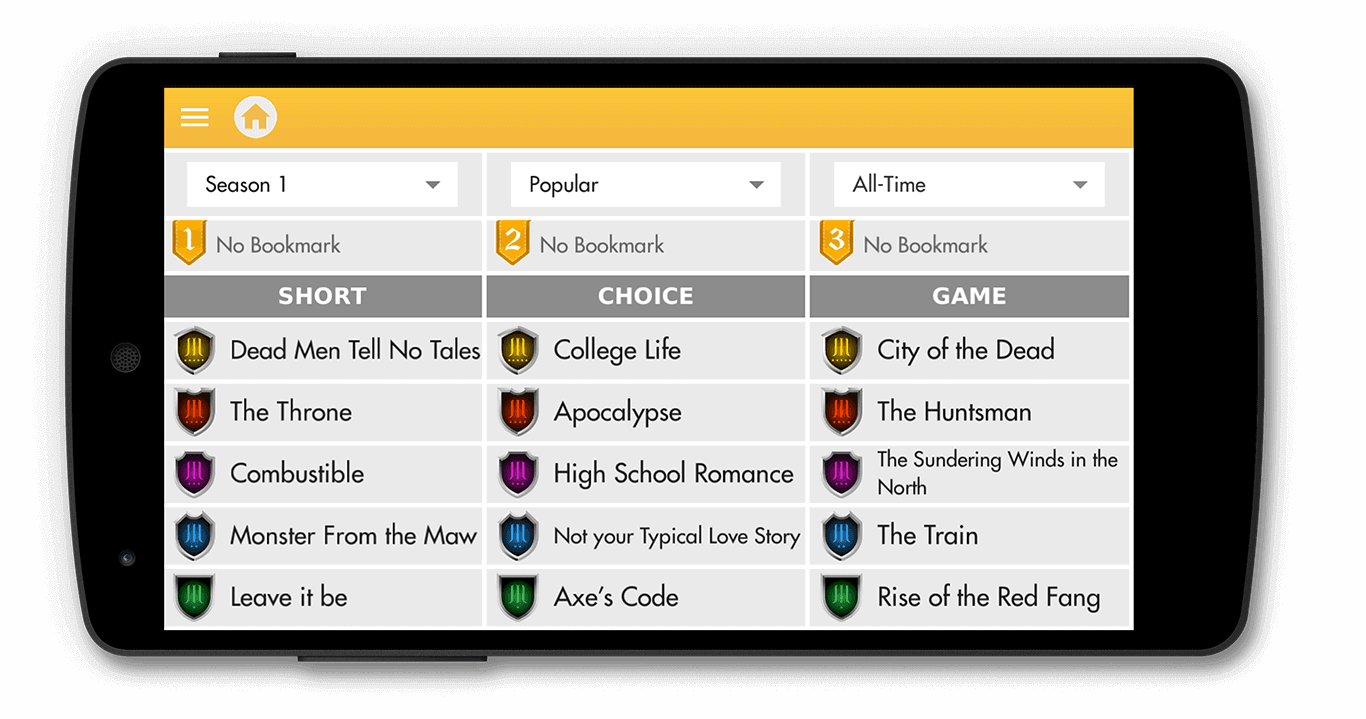 Season 1
Popular
All-Time
1 No Bookmark
2 No Bookmark
3 No Bookmark
SHORT
CHOICE
GAME
Dead Men Tell No Tales
College Life
City of the Dead
The Throne
Apocalypse
The Huntsman
Combustible
High School Romance
The Sundering Winds in the
North
Monster From the Maw
Not your Typical Love Story
The Train
Leave it be
Axe's Code
Rise of the Red Fang